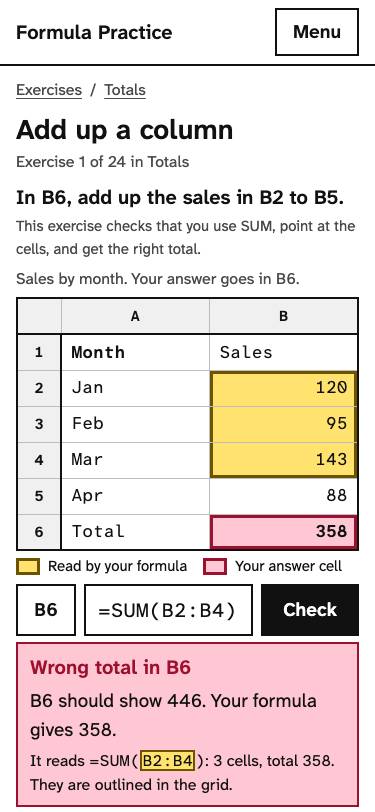 Formula Practice Menu
Exercises / Totals
Add up a column
Exercise 1 of 24 in Totals
In B6, add up the sales in B2 to B5.
This exercise checks that you use SUM, point at the
cells, and get the right total.
Sales by month. Your answer goes in B6.
A B
1 Month Sales
2 Jan 120
3 Feb 95
4 Mar 143
5 Apr 88
6 Total 358
Read by your formula Your answer cell
B6 =SUM(B2:B4) Check
Wrong total in B6
B6 should show 446. Your formula
gives 358.
It reads =SUM(B2:B4): 3 cells, total 358.
They are outlined in the grid.